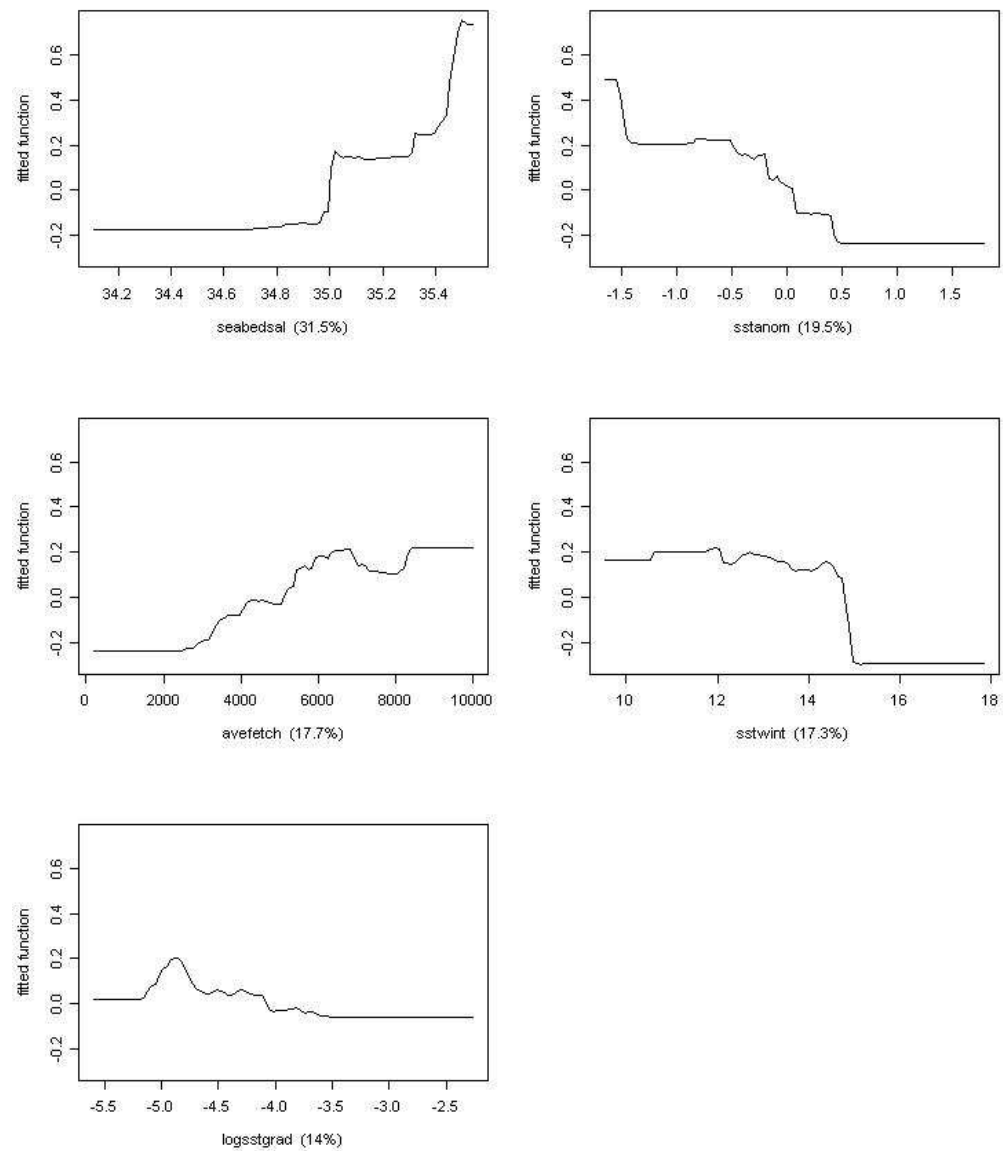 fitted function
-0.2 0.0 0.2 0.4 0.6
34.2 34.4 34.6 34.8 35.0 35.2 35.4
seabedsal (31.5%)
fitted function
-0.2 0.0 0.2 0.4 0.6
-1.5 -1.0 -0.5 0.0 0.5 1.0 1.5
sstanom (19.5%)
fitted function
-0.2 0.0 0.2 0.4 0.6
0 2000 4000 6000 8000 10000
avefetch (17.7%)
fitted function
-0.2 0.0 0.2 0.4 0.6
10 12 14 16 18
sstwint (17.3%)
fitted function
-0.2 0.0 0.2 0.4 0.6
-5.5 -5.0 -4.5 -4.0 -3.5 -3.0 -2.5
logsstgrad (14%)